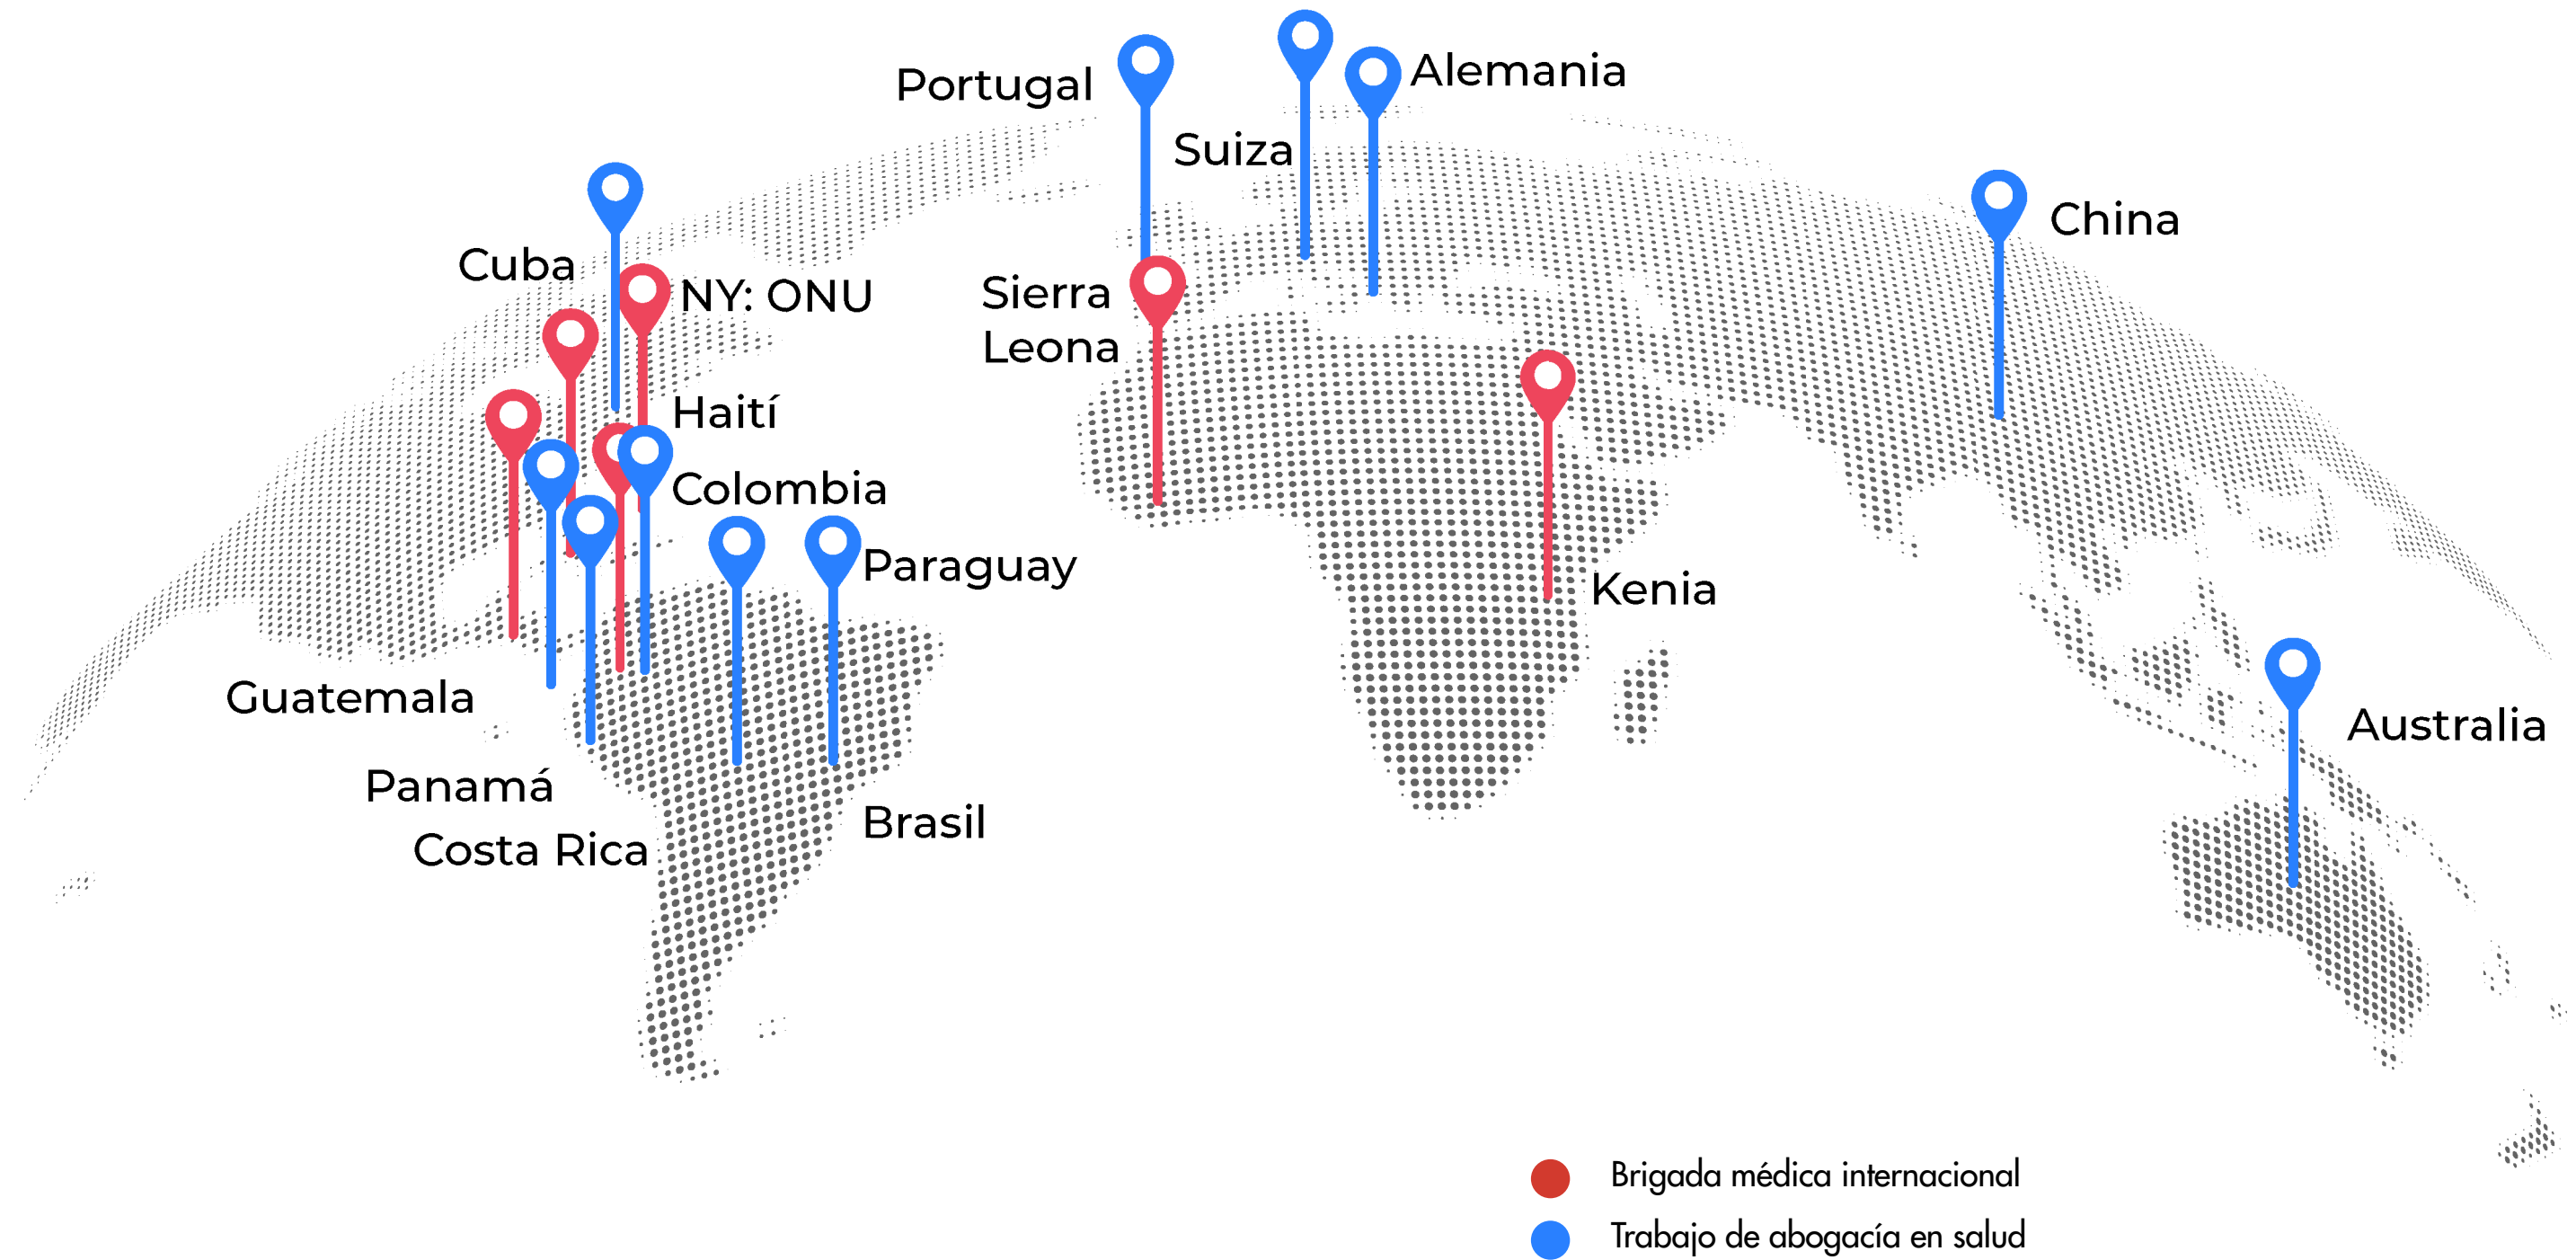 Portugal
Alemania
Suiza
China
Cuba
NY: ONU
Sierra
Leona
Haití
Colombia
Paraguay
Kenia
Guatemala
Australia
Panamá
Brasil
Costa Rica
Brigada médica internacional
Trabajo de abogacía en salud